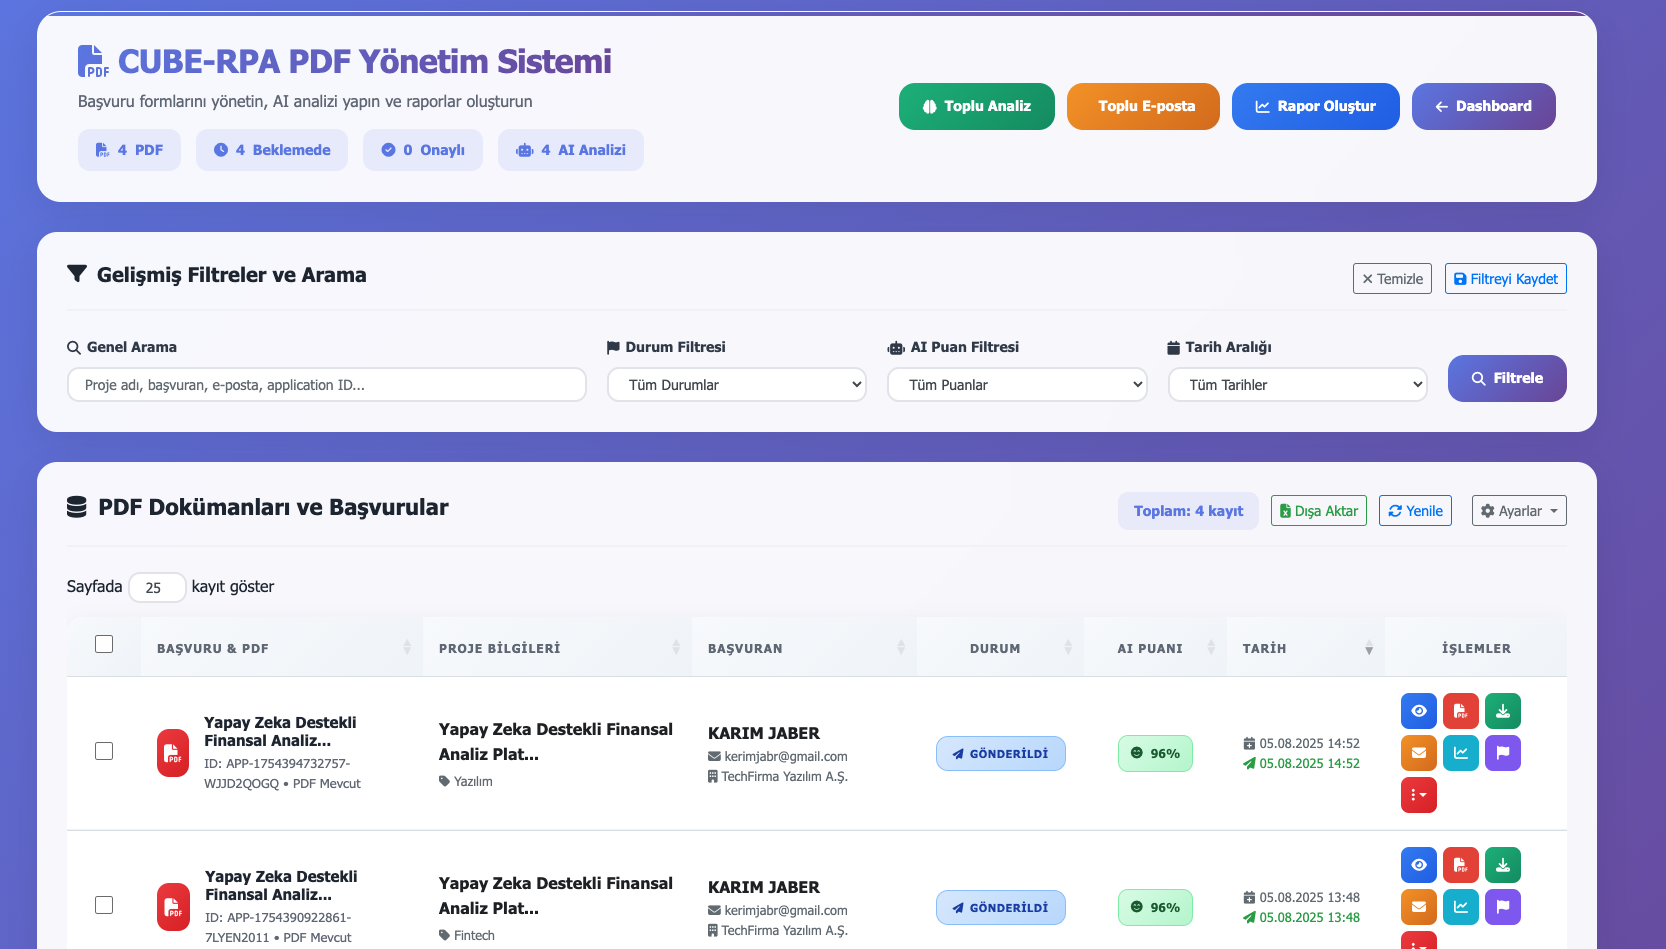 CUBE-RPA PDF Yönetim Sistemi
Başvuru formlarını yönetin, AI analizi yapın ve raporlar oluşturun
4 PDF
4 Beklemede
0 Onaylı
4 AI Analizi
Toplu Analiz
Toplu E-posta
Rapor Oluştur
Dashboard
Gelişmiş Filtreler ve Arama
Temizle
Filtreyi Kaydet
Genel Arama
Durum Filtresi
AI Puan Filtresi
Tarih Aralığı
Proje adı, başvuran, e-posta, application ID...
Tüm Durumlar
Tüm Puanlar
Tüm Tarihler
Filtrele
PDF Dokümanları ve Başvurular
Toplam: 4 kayıt
Dışa Aktar
Yenile
Ayarlar
Sayfada 25 kayıt göster
BAŞVURU & PDF
PROJE BİLGİLERİ
BAŞVURAN
DURUM
AI PUANI
TARİH
İŞLEMLER
Yapay Zeka Destekli
Finansal Analiz...
ID: APP-1754394732757-
WJJD2QOGQ • PDF Mevcut
Yapay Zeka Destekli Finansal
Analiz Plat...
Yazılım
KARIM JABER
kerimjabr@gmail.com
TechFirma Yazılım A.Ş.
GÖNDERİLDİ
96%
05.08.2025 14:52
05.08.2025 14:52
Yapay Zeka Destekli
Finansal Analiz...
ID: APP-1754390922861-
7LYEN2011 • PDF Mevcut
Yapay Zeka Destekli Finansal
Analiz Plat...
Fintech
KARIM JABER
kerimjabr@gmail.com
TechFirma Yazılım A.Ş.
GÖNDERİLDİ
96%
05.08.2025 13:48
05.08.2025 13:48